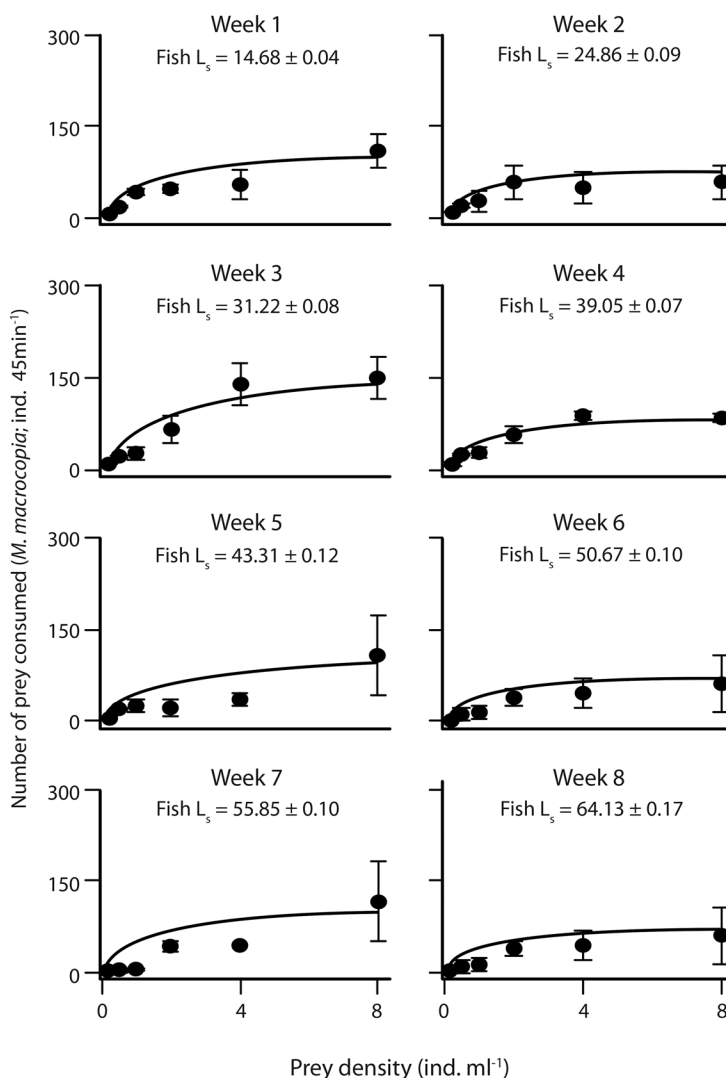 Week 1
Fish Ls = 14.68 ± 0.04
300
150
0
Week 2
Fish Ls = 24.86 ± 0.09
Week 3
Fish Ls = 31.22 ± 0.08
300
150
0
Week 4
Fish Ls = 39.05 ± 0.07
Week 5
Fish Ls = 43.31 ± 0.12
300
150
0
Week 6
Fish Ls = 50.67 ± 0.10
Week 7
Fish Ls = 55.85 ± 0.10
300
150
0
Week 8
Fish Ls = 64.13 ± 0.17
0 4 8
0 4 8
Number of prey consumed (M. macrocopia; ind. 45min⁻¹)
Prey density (ind. ml⁻¹)